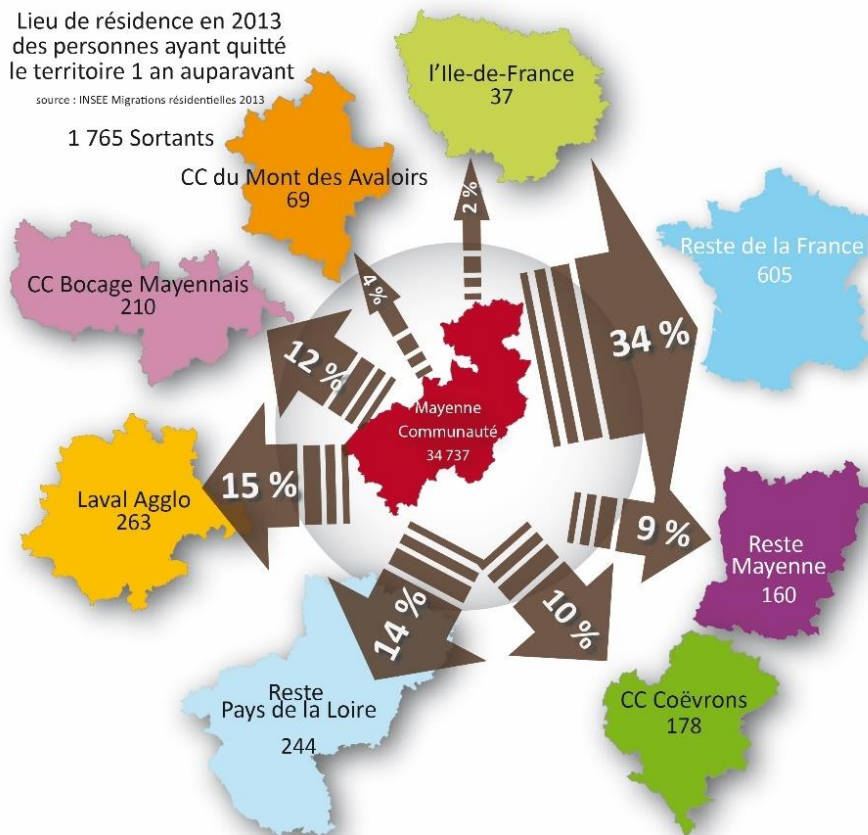 Lieu de résidence en 2013
des personnes ayant quitté
le territoire 1 an auparavant
source : INSEE Migrations résidentielles 2013
1 765 Sortants
l'Ile-de-France
37
CC du Mont des Avaloirs
69
2 %
Reste de la France
605
CC Bocage Mayennais
210
4 %
34 %
12 %
Mayenne
Communauté
34 737
Laval Agglo
263
15 %
9 %
Reste
Mayenne
160
14 %
10 %
Reste
Pays de la Loire
244
CC Coëvrons
178